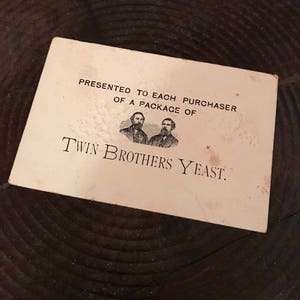 PRESENTED TO EACH PURCHASER
OF A PACKAGE OF
TWIN BROTHERS YEAST.